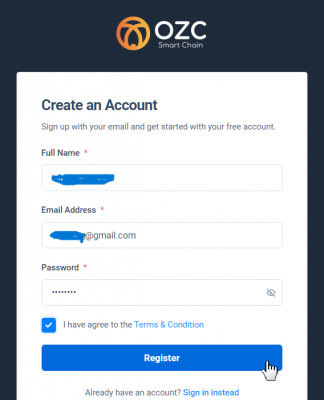 OZC
Smart Chain
Create an Account
Sign up with your email and get started with your free account.
Full Name *
Email Address *
@gmail.com
Password *
••••••••
I have agree to the Terms & Condition
Register
Already have an account? Sign in instead